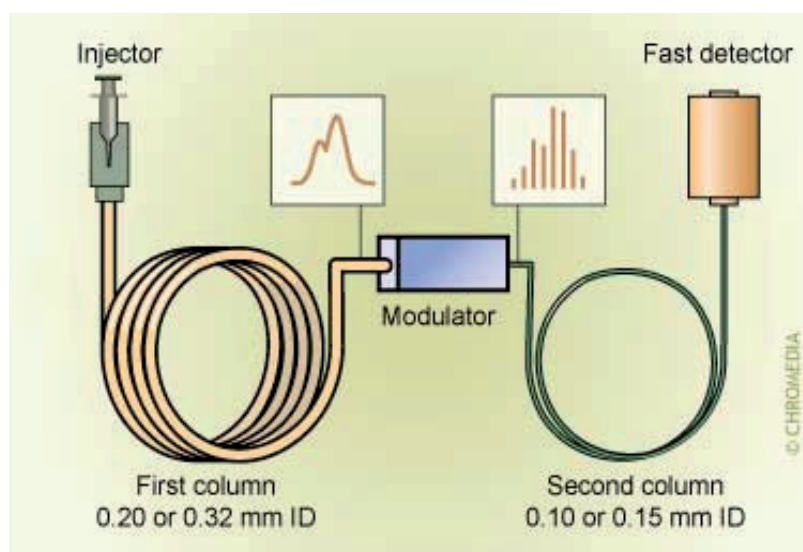 Injector
Fast detector
Modulator
First column
0.20 or 0.32 mm ID
Second column
0.10 or 0.15 mm ID
© CHROMEDIA